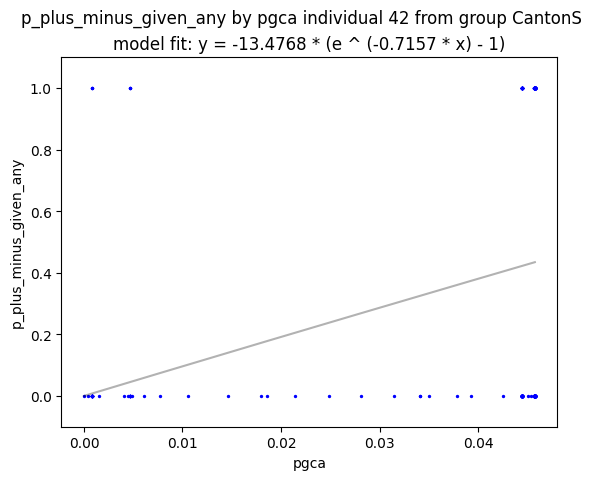 p_plus_minus_given_any by pgca individual 42 from group CantonS
model fit: y = -13.4768 * (e ^ (-0.7157 * x) - 1)
1.0
0.8
0.6
0.4
0.2
0.0
p_plus_minus_given_any
0.00 0.01 0.02 0.03 0.04
pgca